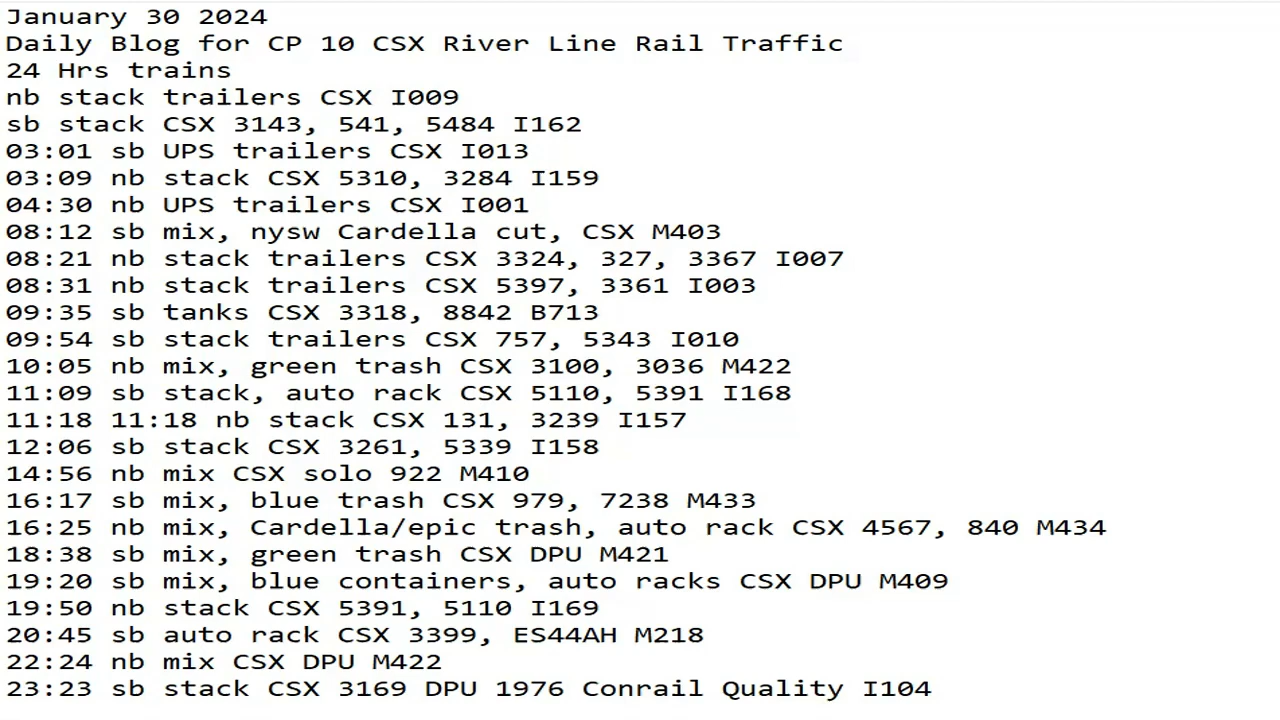 January 30 2024
Daily Blog for CP 10 CSX River Line Rail Traffic
24 Hrs trains
nb stack trailers CSX I009
sb stack CSX 3143, 541, 5484 I162
03:01 sb UPS trailers CSX I013
03:09 nb stack CSX 5310, 3284 I159
04:30 nb UPS trailers CSX I001
08:12 sb mix, nysw Cardella cut, CSX M403
08:21 nb stack trailers CSX 3324, 327, 3367 I007
08:31 nb stack trailers CSX 5397, 3361 I003
09:35 sb tanks CSX 3318, 8842 B713
09:54 sb stack trailers CSX 757, 5343 I010
10:05 nb mix, green trash CSX 3100, 3036 M422
11:09 sb stack, auto rack CSX 5110, 5391 I168
11:18 11:18 nb stack CSX 131, 3239 I157
12:06 sb stack CSX 3261, 5339 I158
14:56 nb mix CSX solo 922 M410
16:17 sb mix, blue trash CSX 979, 7238 M433
16:25 nb mix, Cardella/epic trash, auto rack CSX 4567, 840 M434
18:38 sb mix, green trash CSX DPU M421
19:20 sb mix, blue containers, auto racks CSX DPU M409
19:50 nb stack CSX 5391, 5110 I169
20:45 sb auto rack CSX 3399, ES44AH M218
22:24 nb mix CSX DPU M422
23:23 sb stack CSX 3169 DPU 1976 Conrail Quality I104